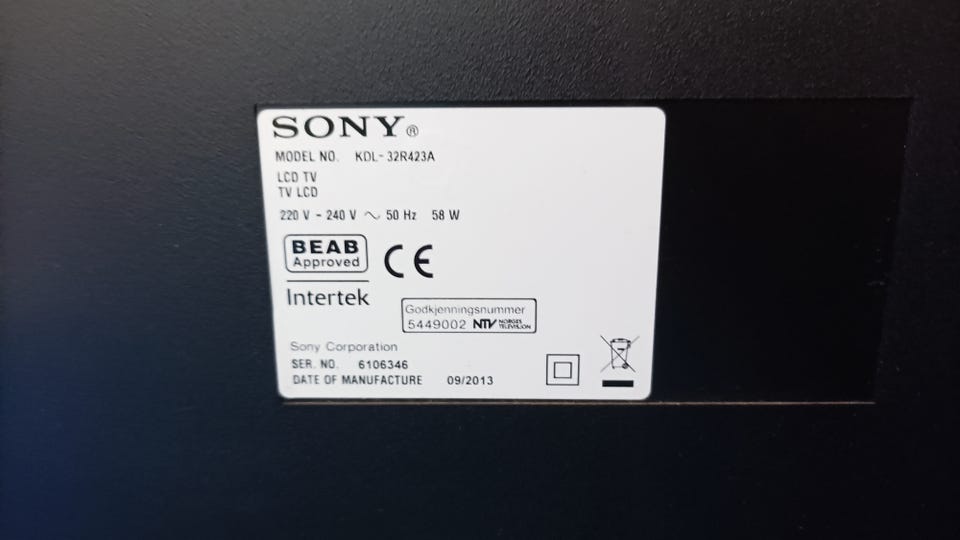 SONY®
MODEL NO. KDL-32R423A
LCD TV
TV LCD
220 V - 240 V ~ 50 Hz 58 W
BEAB
Approved
CE
Intertek
Godkjenningsnummer
5449002 NTV NORGES TELEVISJON
Sony Corporation
SER. NO. 6106346
DATE OF MANUFACTURE 09/2013